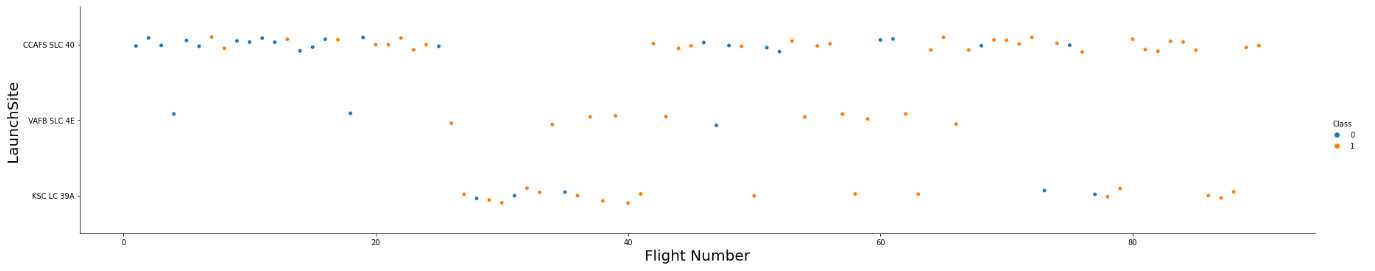 CCAFS SLC 40
VAFB SLC 4E
KSC LC 39A
LaunchSite
0 20 40 60 80
Flight Number
Class
0
1